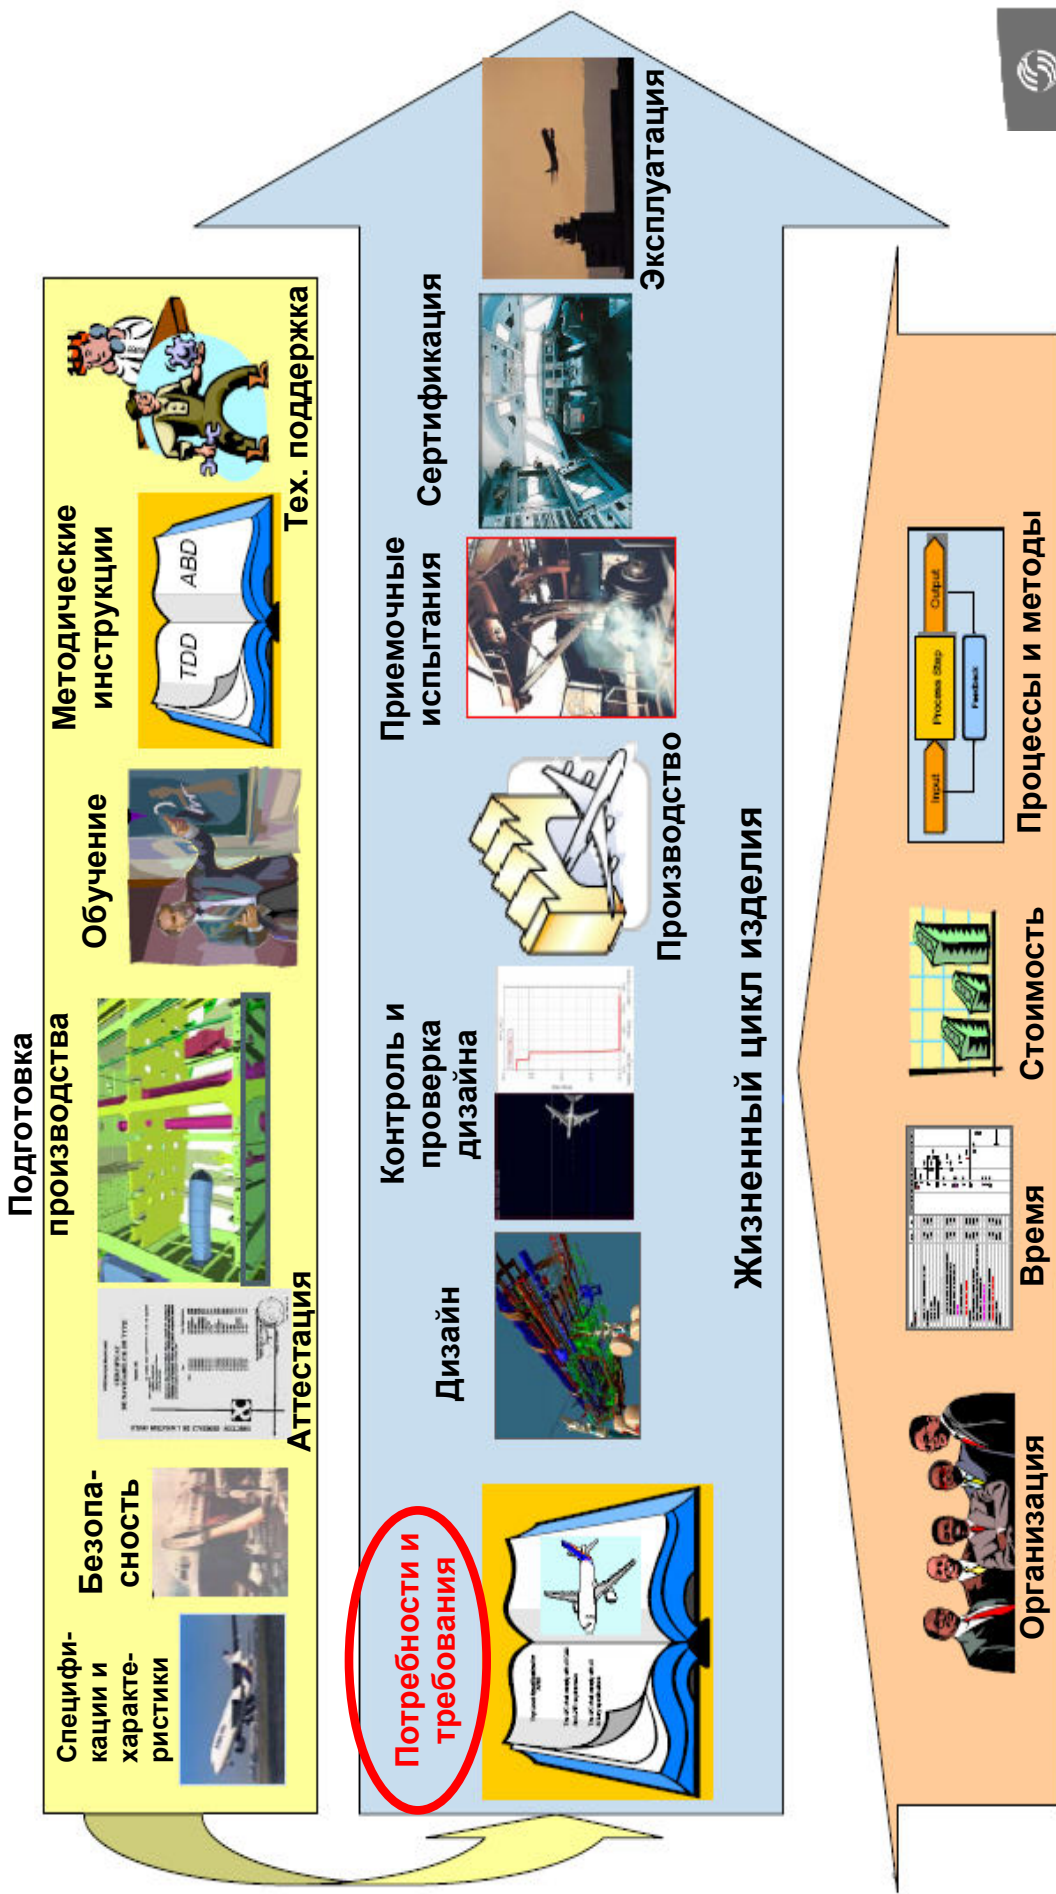 Специфи-
кации и
характе-
ристики
Безопа-
сность
Аттестация
Подготовка
производства
Обучение
Методические
инструкции
TDD
ABD
Тех. поддержка
Потребности и
требования
Дизайн
Контроль и
проверка
дизайна
Производство
Приемочные
испытания
Сертификация
Эксплуатация
Жизненный цикл изделия
Организация
Время
Стоимость
Процессы и методы
Input
Process Step
Output
Feedback